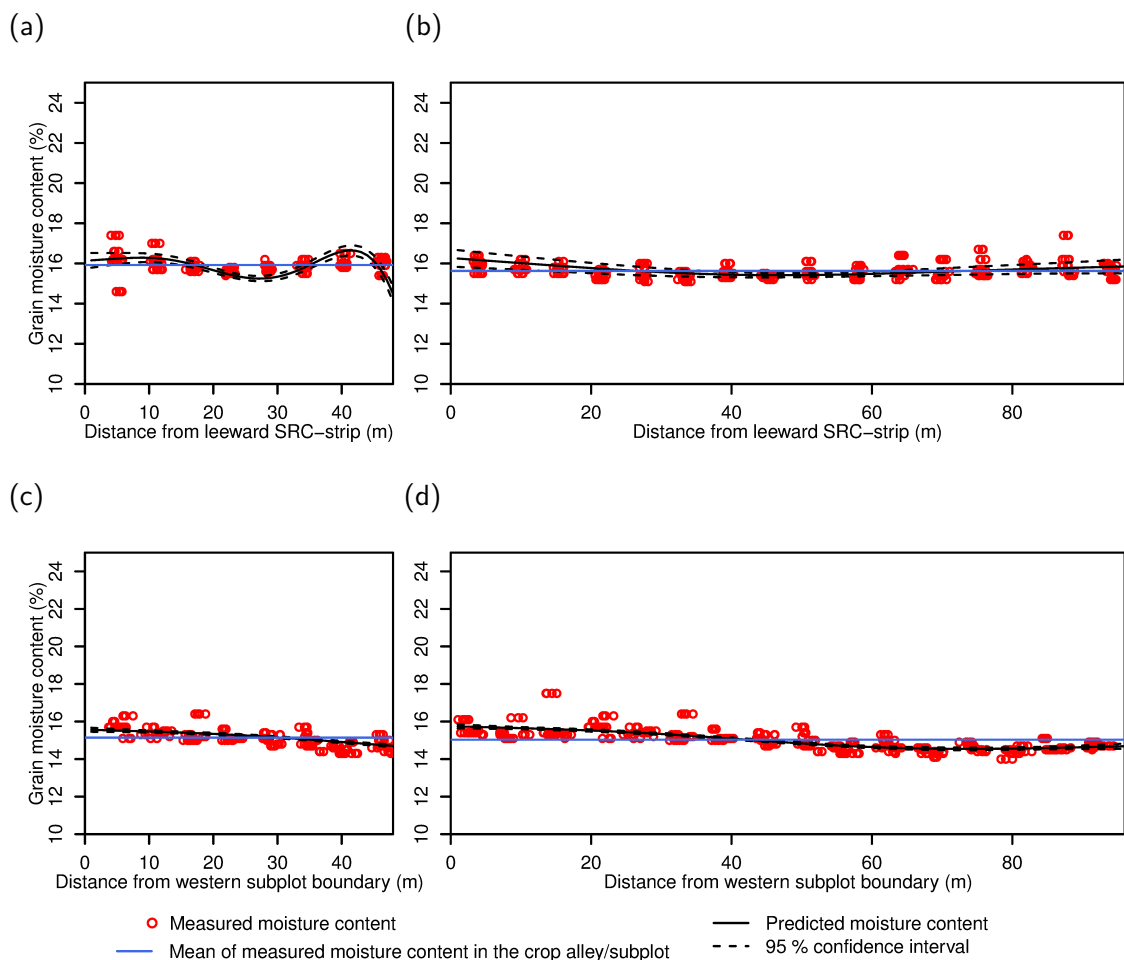 (a)
(b)
Grain moisture content (%)
10 12 14 16 18 20 22 24
0 10 20 30 40
Distance from leeward SRC−strip (m)
0 20 40 60 80
Distance from leeward SRC−strip (m)
(c)
(d)
Grain moisture content (%)
10 12 14 16 18 20 22 24
0 10 20 30 40
Distance from western subplot boundary (m)
0 20 40 60 80
Distance from western subplot boundary (m)
10 12 14 16 18 20 22 24
10 12 14 16 18 20 22 24
Measured moisture content
Predicted moisture content
Mean of measured moisture content in the crop alley/subplot
95 % confidence interval